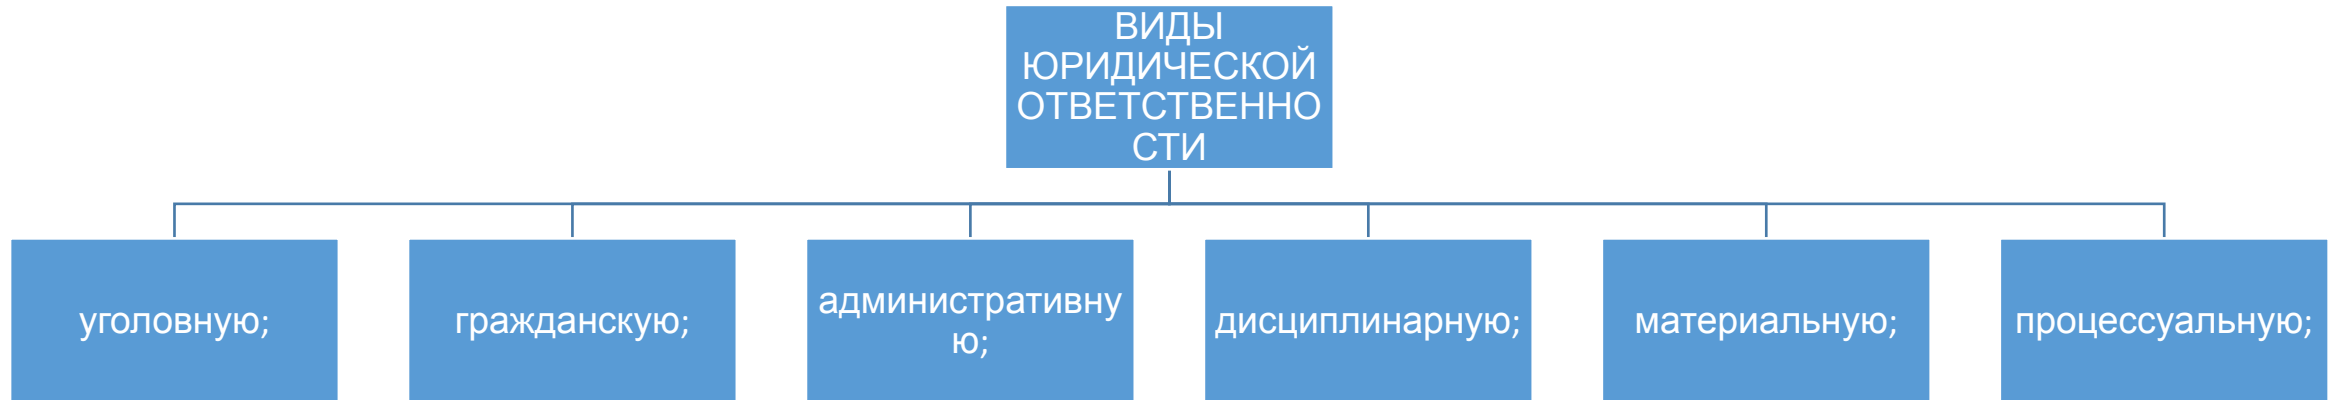 ВИДЫ
ЮРИДИЧЕСКОЙ
ОТВЕТСТВЕННО
СТИ
уголовную;
гражданскую;
административну
ю;
дисциплинарную;
материальную;
процессуальную;